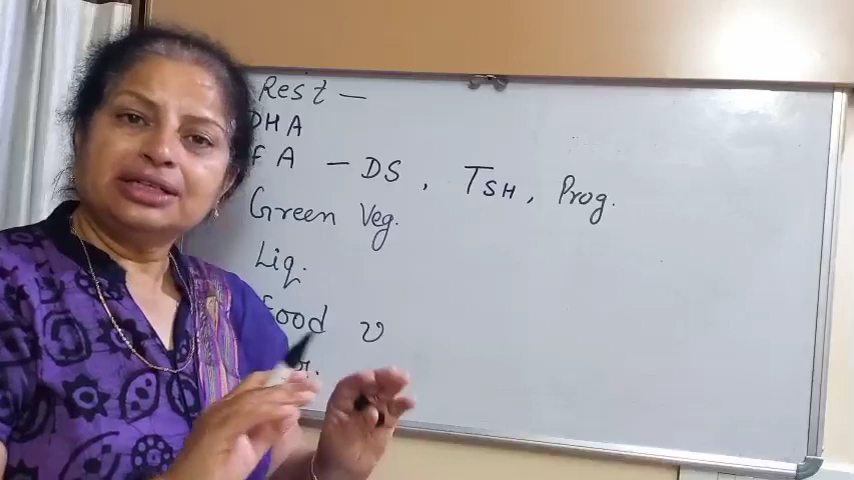 Rest —
DHA
FA — DS, TSH, Prog.
Green Veg.
Liq.
Food v